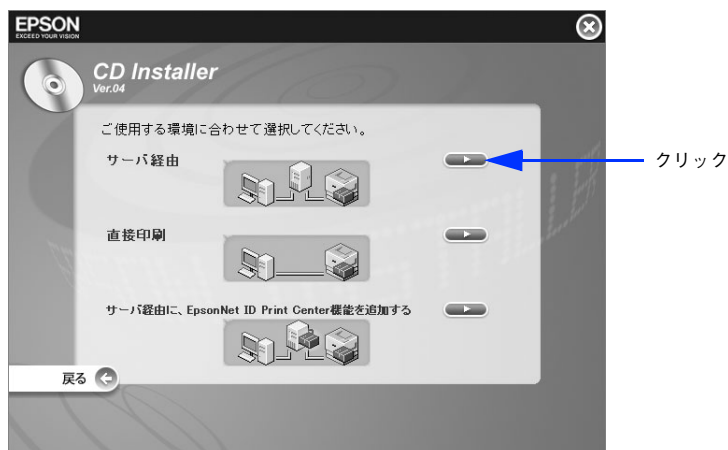 EPSON
EXCEED YOUR VISION
CD Installer
Ver.04
ご使用する環境に合わせて選択してください。
サーバ経由
クリック
直接印刷
サーバ経由に、EpsonNet ID Print Center機能を追加する
戻る